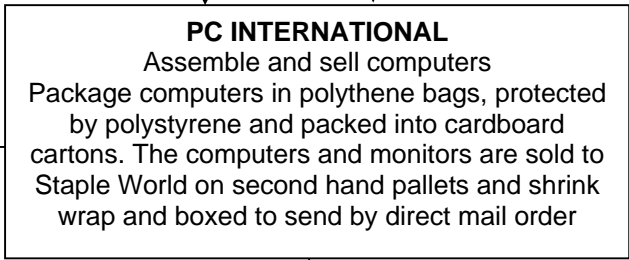 PC INTERNATIONAL
Assemble and sell computers
Package computers in polythene bags, protected
by polystyrene and packed into cardboard
cartons. The computers and monitors are sold to
Staple World on second hand pallets and shrink
wrap and boxed to send by direct mail order